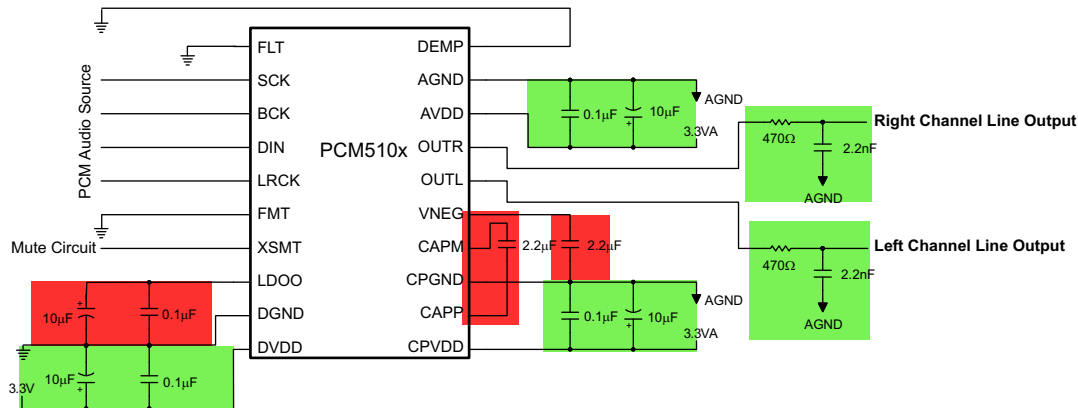 FLT
DEMP
SCK
AGND
BCK
AVDD
DIN
OUTR
LRCK
OUTL
FMT
VNEG
XSMT
CAPM
LDOO
CPGND
DGND
CAPP
DVDD
CPVDD
PCM510x
PCM Audio Source
Mute Circuit
10μF
0.1μF
10μF
0.1μF
3.3V
0.1μF
10μF
AGND
3.3VA
470Ω
2.2nF
AGND
Right Channel Line Output
2.2μF
2.2μF
470Ω
2.2nF
AGND
Left Channel Line Output
0.1μF
10μF
AGND
3.3VA